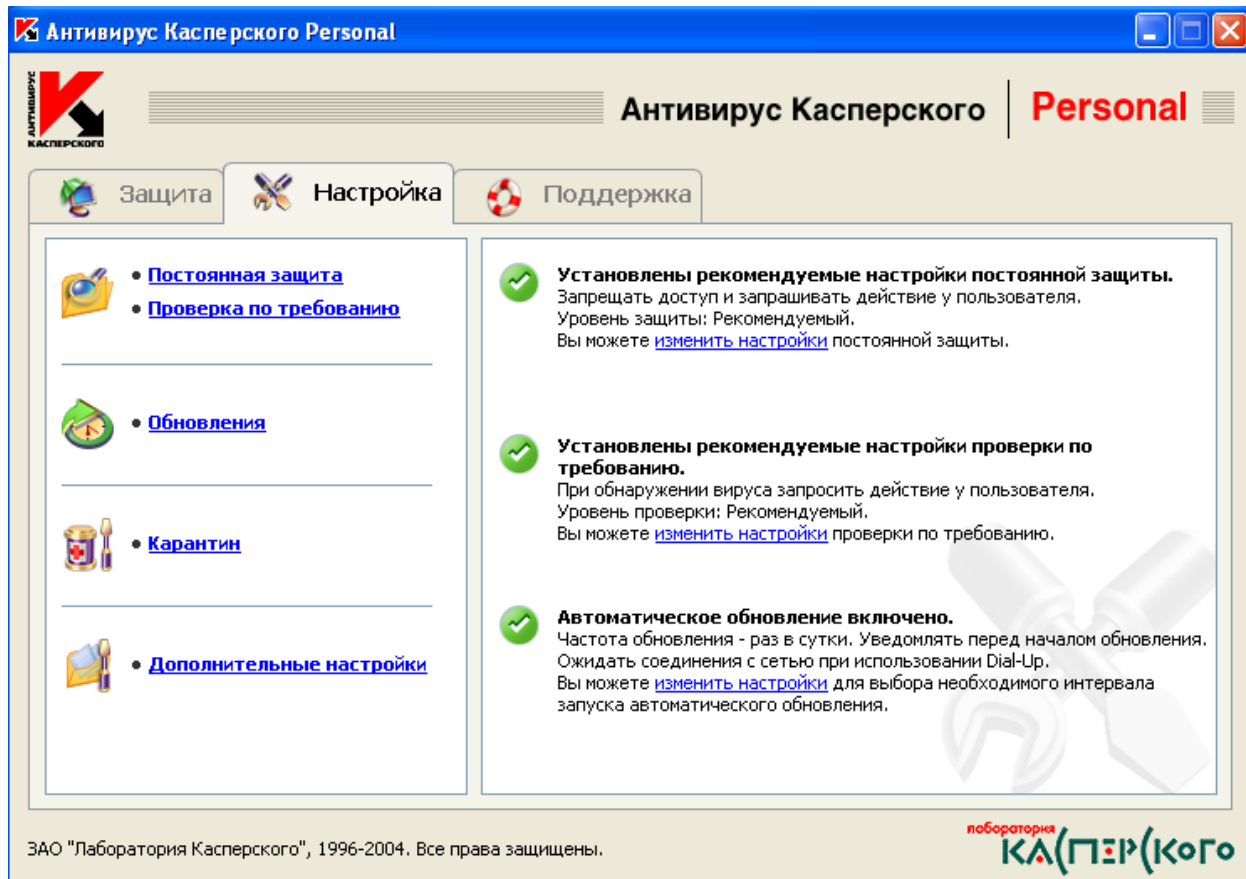 Антивирус Касперского Personal
АНТИВИРУС
КАСПЕРСКОГО
Антивирус Касперского Personal
Защита
Настройка
Поддержка
• Постоянная защита
• Проверка по требованию
• Обновления
• Карантин
• Дополнительные настройки
Установлены рекомендуемые настройки постоянной защиты.
Запрещать доступ и запрашивать действие у пользователя.
Уровень защиты: Рекомендуемый.
Вы можете изменить настройки постоянной защиты.
Установлены рекомендуемые настройки проверки по
требованию.
При обнаружении вируса запросить действие у пользователя.
Уровень проверки: Рекомендуемый.
Вы можете изменить настройки проверки по требованию.
Автоматическое обновление включено.
Частота обновления - раз в сутки. Уведомлять перед началом обновления.
Ожидать соединения с сетью при использовании Dial-Up.
Вы можете изменить настройки для выбора необходимого интервала
запуска автоматического обновления.
ЗАО "Лаборатория Касперского", 1996-2004. Все права защищены.
лаборатория
КАСПЕРСКОГО